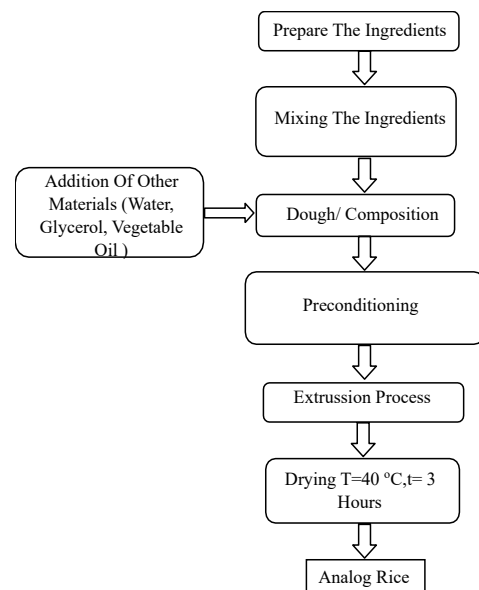 Prepare The Ingredients
Mixing The Ingredients
Addition Of Other
Materials (Water,
Glycerol, Vegetable
Oil )
Dough/ Composition
Preconditioning
Extrussion Process
Drying T=40 ºC,t= 3
Hours
Analog Rice